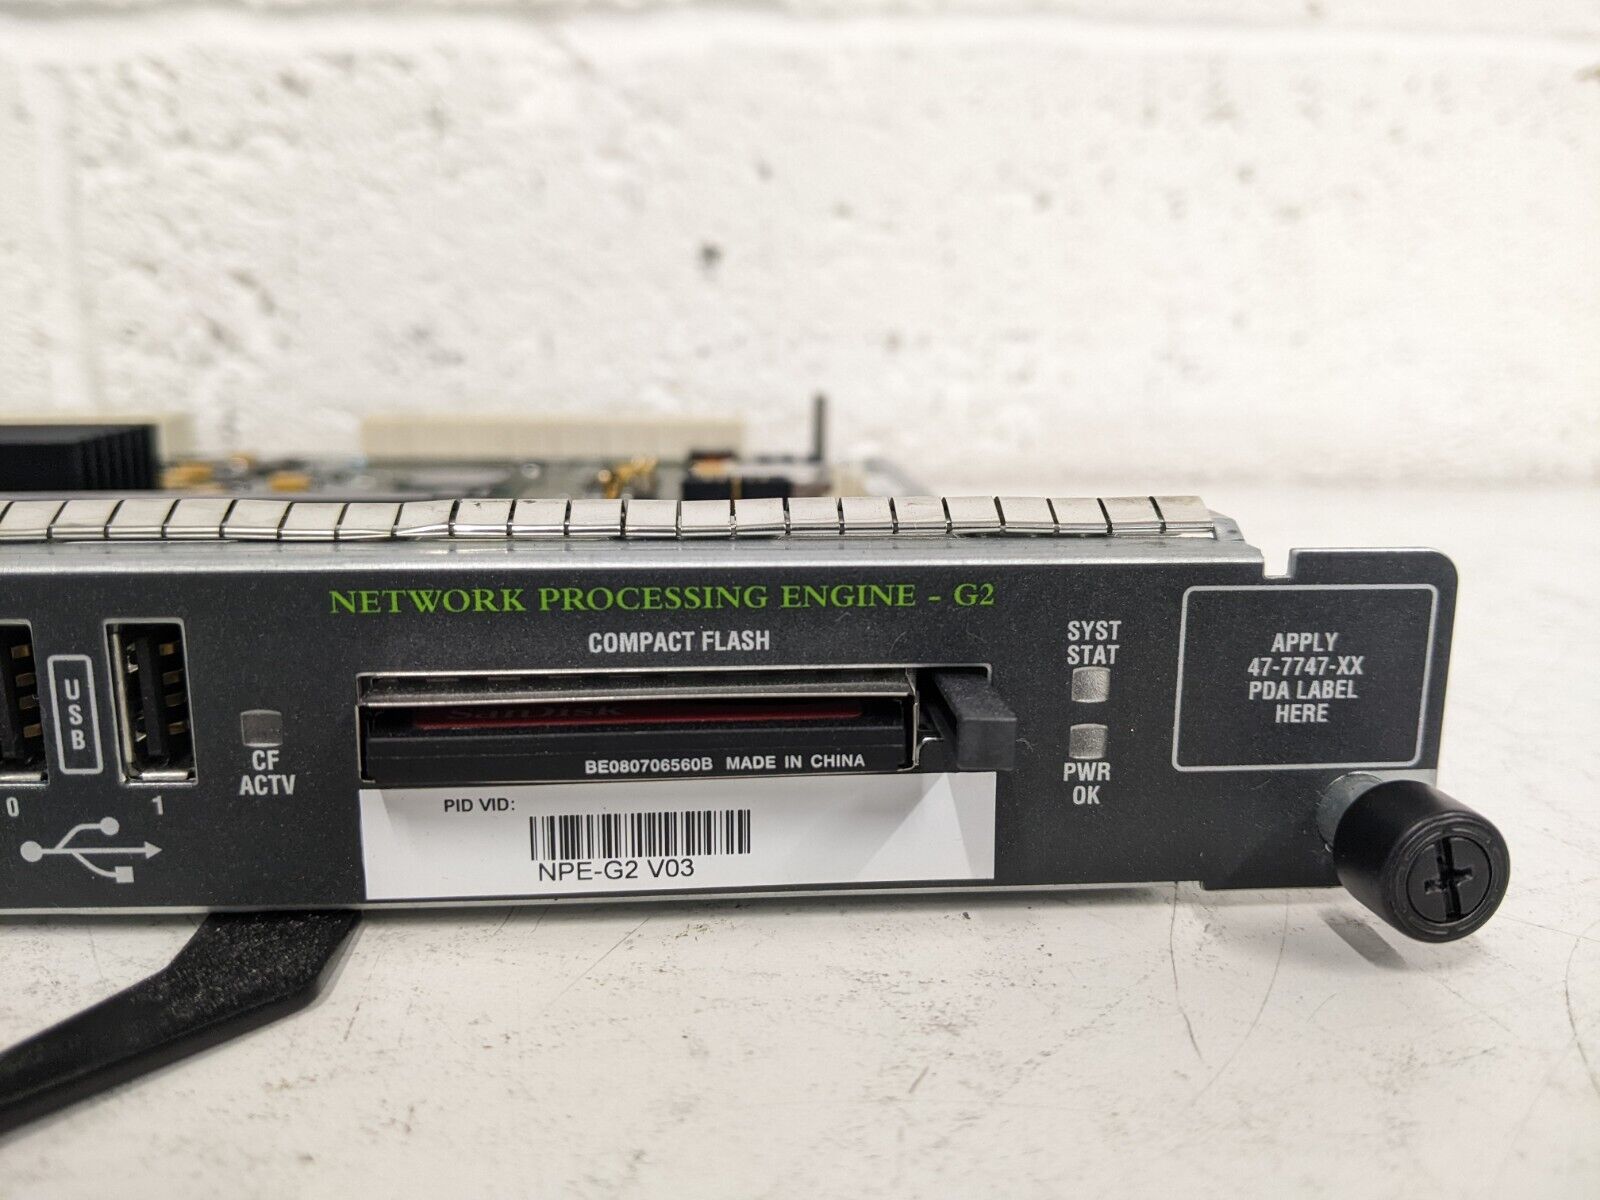 NETWORK PROCESSING ENGINE - G2
COMPACT FLASH
SanDisk
BE080706560B MADE IN CHINA
PID VID:
NPE-G2 V03
USB
0
1
CF
ACTV
SYST
STAT
PWR
OK
APPLY
47-7747-XX
PDA LABEL
HERE